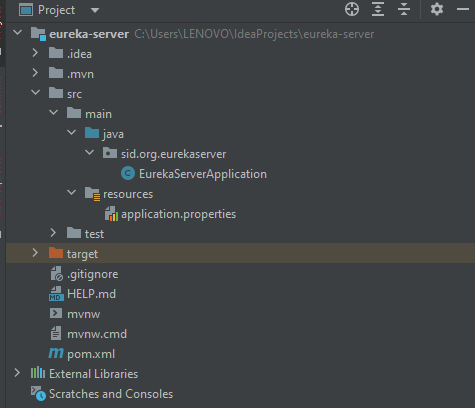 Project
eureka-server C:\Users\LENOVO\IdeaProjects\eureka-server
.idea
.mvn
src
main
java
sid.org.eurekaserver
EurekaServerApplication
resources
application.properties
test
target
.gitignore
HELP.md
mvnw
mvnw.cmd
pom.xml
External Libraries
Scratches and Consoles